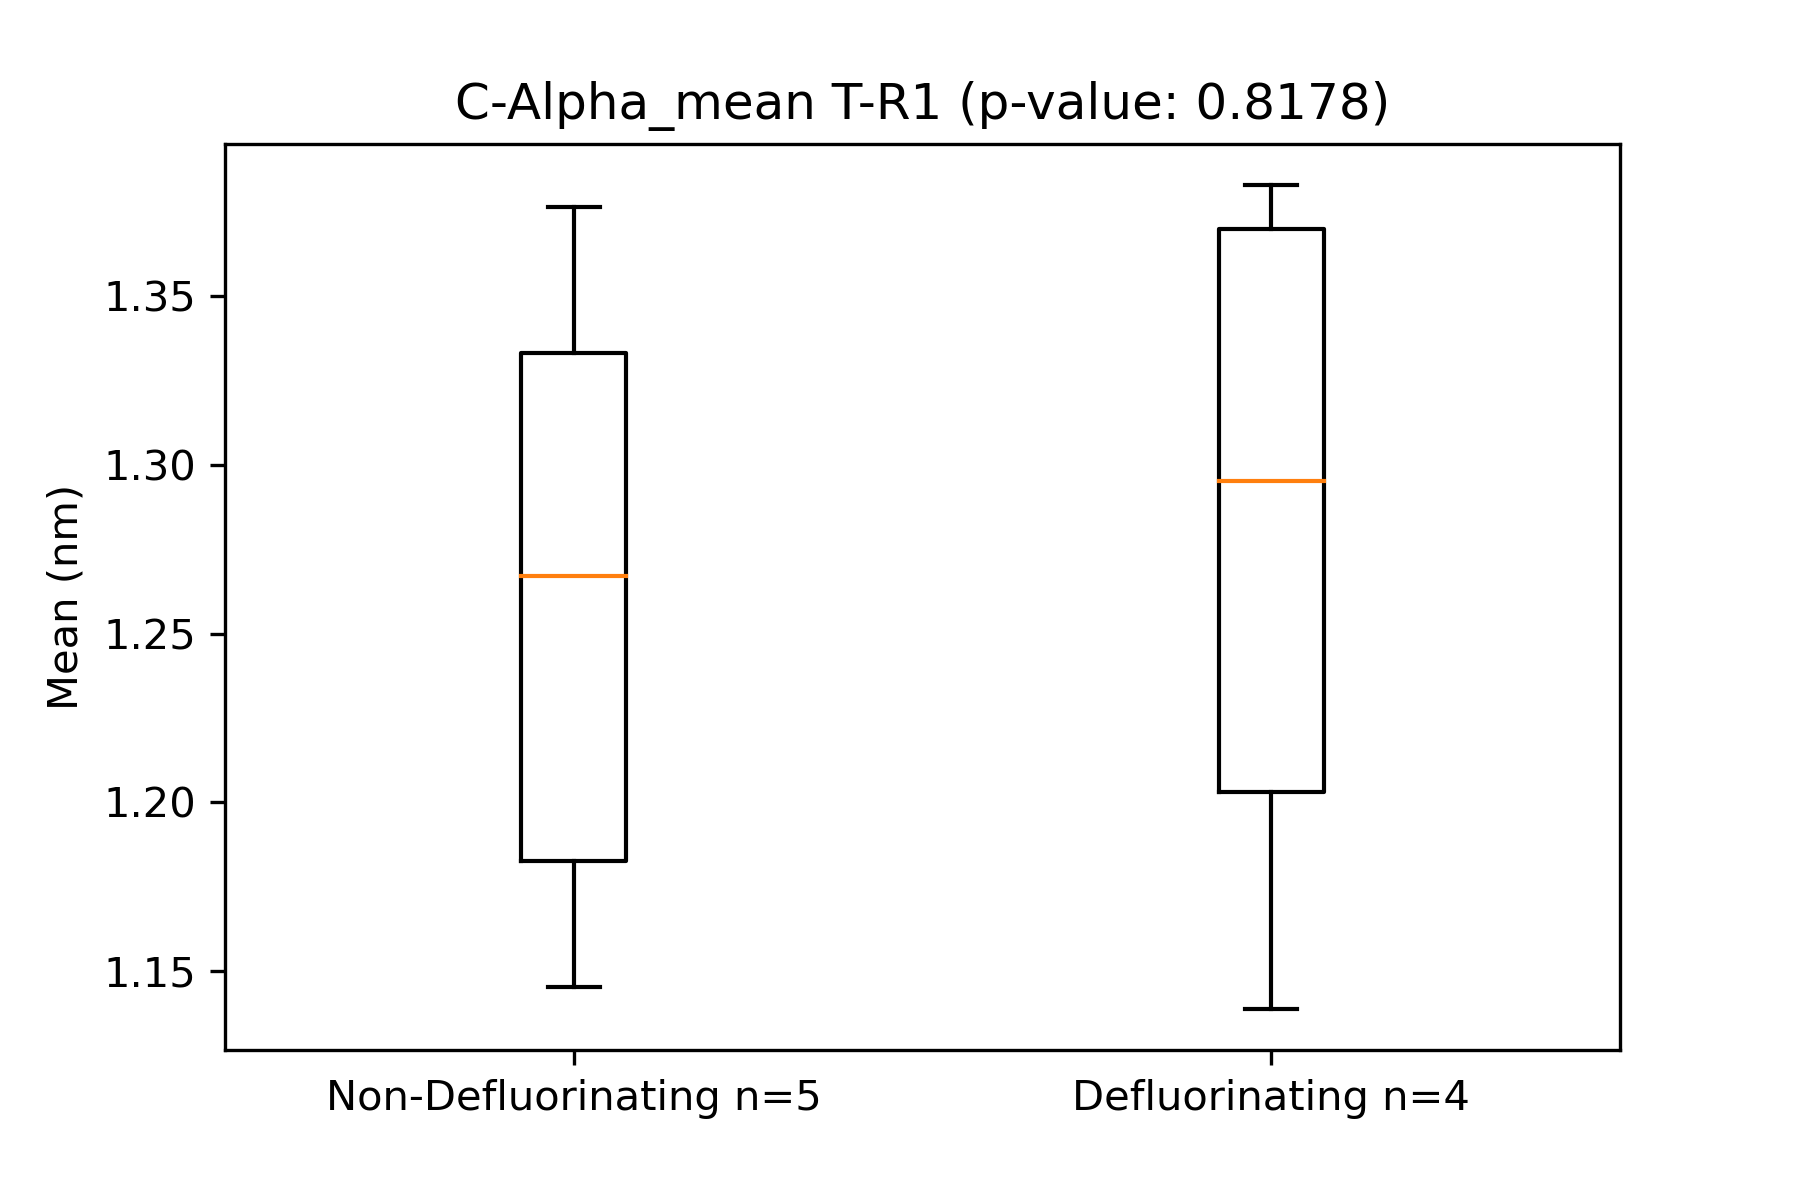 C-Alpha_mean T-R1 (p-value: 0.8178)
Mean (nm)
1.35
1.30
1.25
1.20
1.15
Non-Defluorinating n=5
Defluorinating n=4